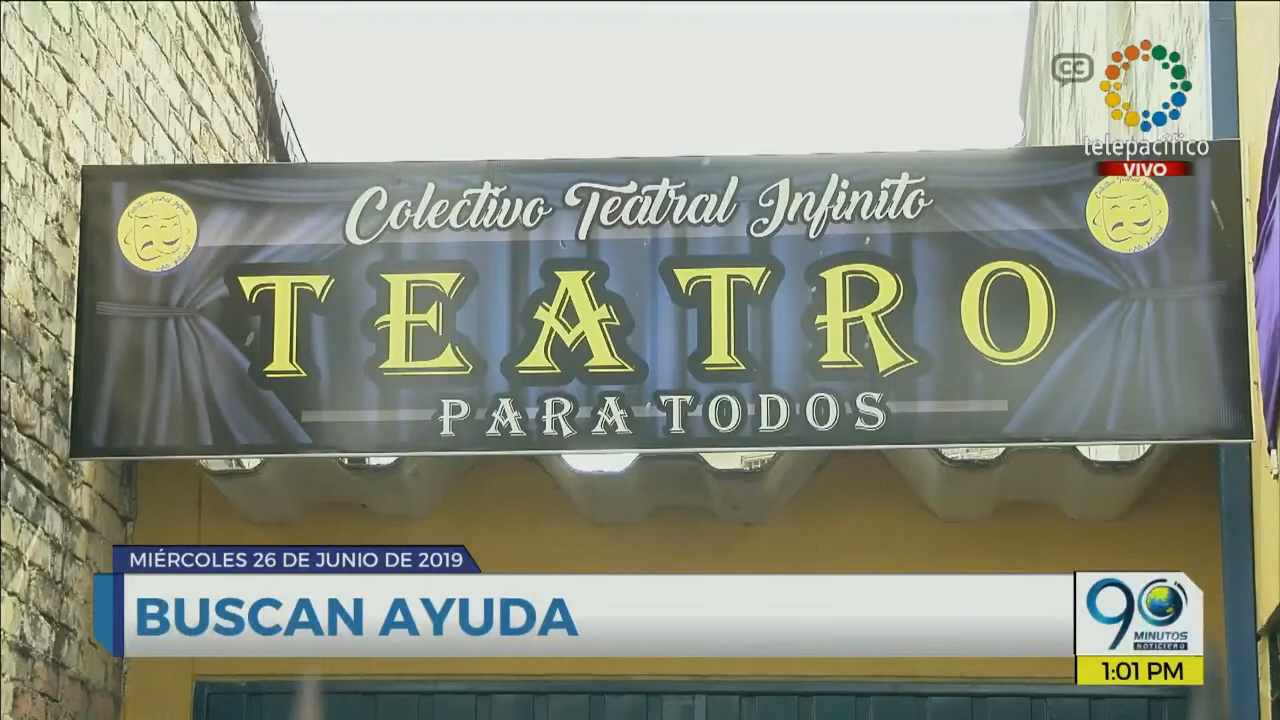 CC
telepacífico
VIVO
Colectivo Teatral Infinito
TEATRO
PARA TODOS
MIÉRCOLES 26 DE JUNIO DE 2019
BUSCAN AYUDA
90
MINUTOS
NOTICIERO
1:01 PM